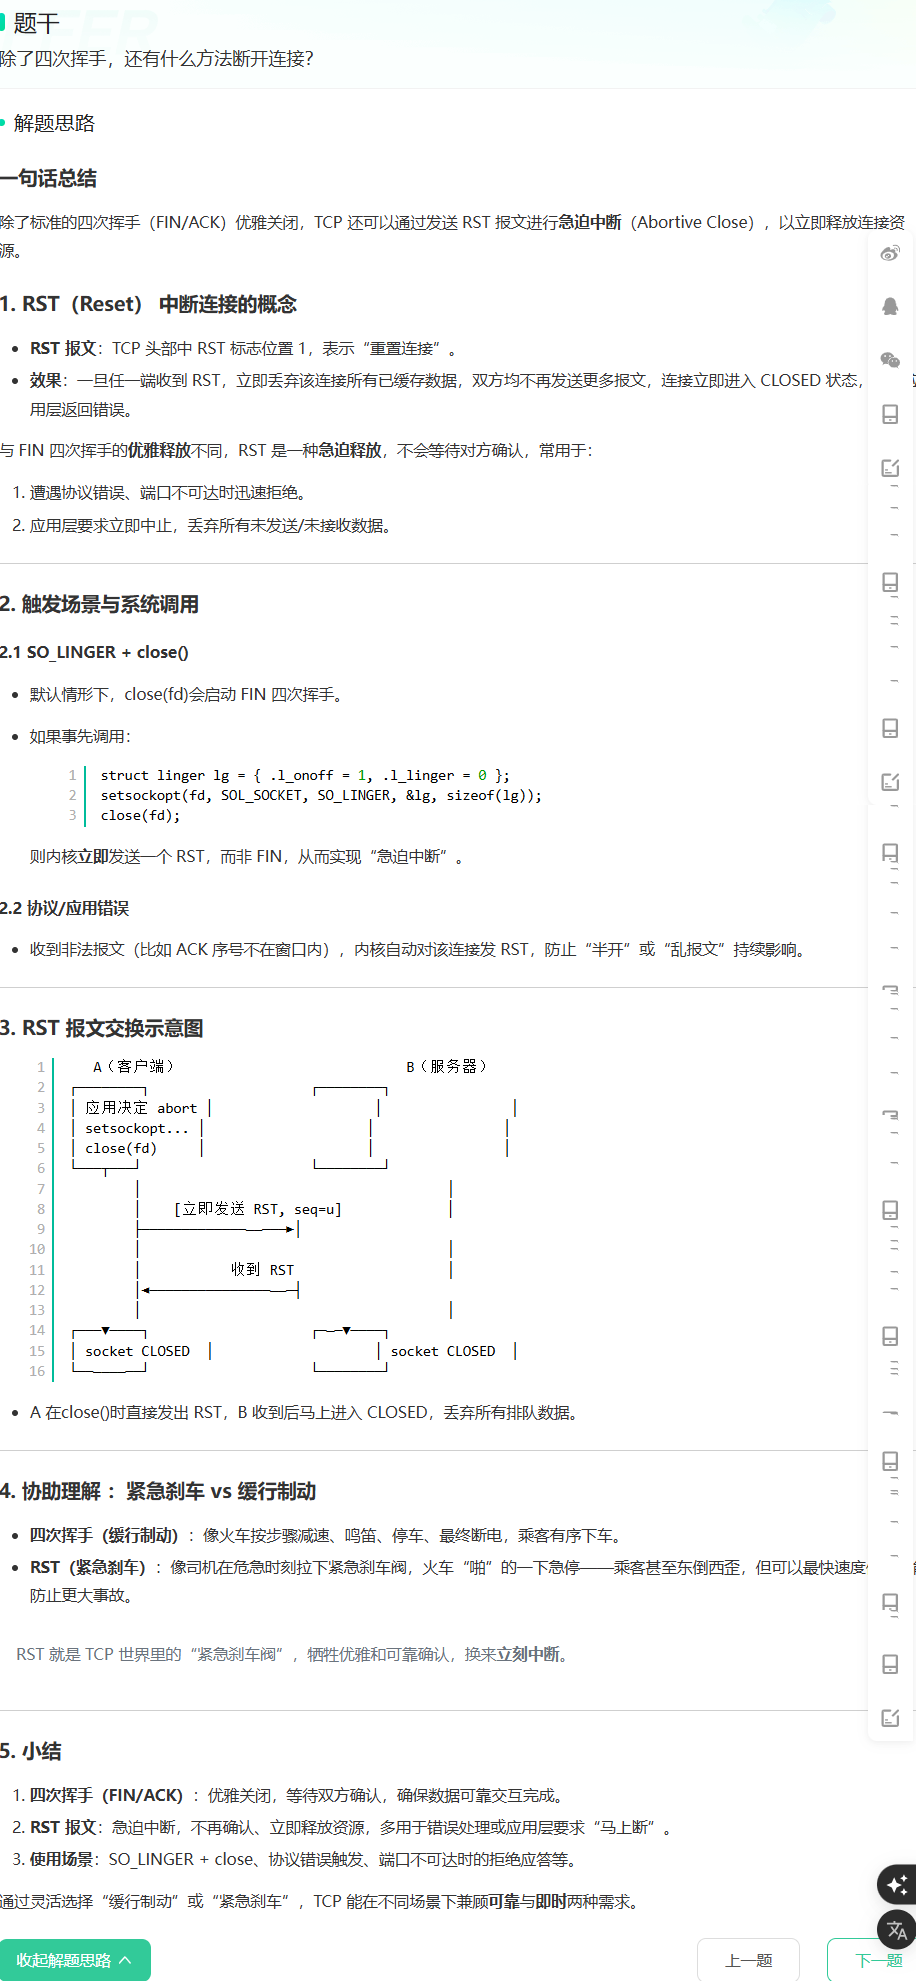 题干
除了四次挥手，还有什么方法断开连接？
解题思路
一句话总结
除了标准的四次挥手（FIN/ACK）优雅关闭，TCP 还可以通过发送 RST 报文进行急迫中断（Abortive Close），以立即释放连接资
源。
1. RST（Reset） 中断连接的概念
• RST 报文：TCP 头部中 RST 标志位置 1，表示“重置连接”。
• 效果：一旦任一端收到 RST，立即丢弃该连接所有已缓存数据，双方均不再发送更多报文，连接立即进入 CLOSED 状态，
用层返回错误。
与 FIN 四次挥手的优雅释放不同，RST 是一种急迫释放，不会等待对方确认，常用于：
1. 遭遇协议错误、端口不可达时迅速拒绝。
2. 应用层要求立即中止，丢弃所有未发送/未接收数据。
2. 触发场景与系统调用
2.1 SO_LINGER + close()
• 默认情形下，close(fd)会启动 FIN 四次挥手。
• 如果事先调用：
1 struct linger lg = { .l_onoff = 1, .l_linger = 0 };
2 setsockopt(fd, SOL_SOCKET, SO_LINGER, &lg, sizeof(lg));
3 close(fd);
则内核立即发送一个 RST，而非 FIN，从而实现“急迫中断”。
2.2 协议/应用错误
• 收到非法报文（比如 ACK 序号不在窗口内），内核自动对该连接发 RST，防止“半开”或“乱报文”持续影响。
3. RST 报文交换示意图
1 A（客户端） B（服务器）
2
3 应用决定 abort
4 setsockopt...
5 close(fd)
6
7
8 [立即发送 RST, seq=u]
9
10
11 收到 RST
12
13
14
15 socket CLOSED socket CLOSED
16
• A 在close()时直接发出 RST，B 收到后马上进入 CLOSED，丢弃所有排队数据。
4. 协助理解 ：紧急刹车 vs 缓行制动
• 四次挥手（缓行制动）：像火车按步骤减速、鸣笛、停车、最终断电，乘客有序下车。
• RST（紧急刹车）：像司机在危急时刻拉下紧急刹车阀，火车“啪”的一下急停——乘客甚至东倒西歪，但可以最快速度
防止更大事故。
RST 就是 TCP 世界里的“紧急刹车阀”，牺牲优雅和可靠确认，换来立刻中断。
5. 小结
1. 四次挥手（FIN/ACK）：优雅关闭，等待双方确认，确保数据可靠交互完成。
2. RST 报文：急迫中断，不再确认、立即释放资源，多用于错误处理或应用层要求“马上断”。
3. 使用场景：SO_LINGER + close、协议错误触发、端口不可达时的拒绝应答等。
通过灵活选择“缓行制动”或“紧急刹车”，TCP 能在不同场景下兼顾可靠与即时两种需求。
收起解题思路
上一题
下一题